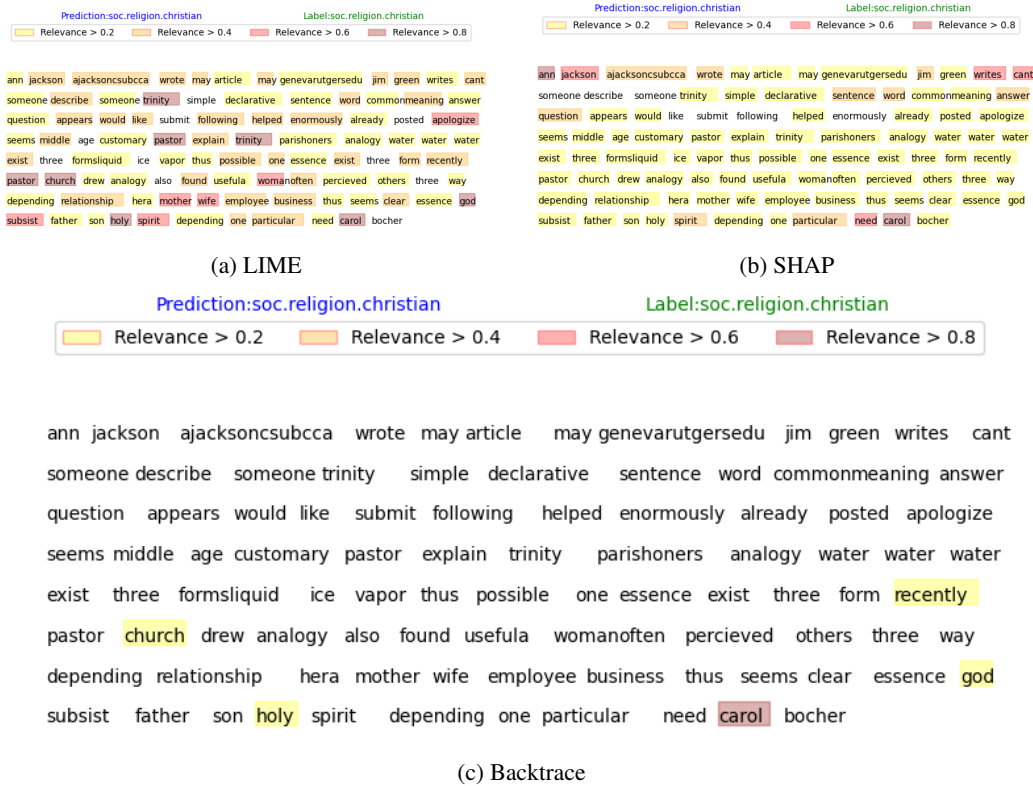 Prediction:soc.religion.christian Label:soc.religion.christian
Relevance > 0.2 Relevance > 0.4 Relevance > 0.6 Relevance > 0.8
ann jackson ajacksoncsubcca wrote may article may genevarutgersedu jim green writes cant
someone describe someone trinity simple declarative sentence word commonmeaning answer
question appears would like submit following helped enormously already posted apologize
seems middle age customary pastor explain trinity parishoners analogy water water water
exist three formsliquid ice vapor thus possible one essence exist three form recently
pastor church drew analogy also found usefula womanoften percieved others three way
depending relationship hera mother wife employee business thus seems clear essence god
subsist father son holy spirit depending one particular need carol bocher
(a) LIME
Prediction:soc.religion.christian Label:soc.religion.christian
Relevance > 0.2 Relevance > 0.4 Relevance > 0.6 Relevance > 0.8
ann jackson ajacksoncsubcca wrote may article may genevarutgersedu jim green writes cant
someone describe someone trinity simple declarative sentence word commonmeaning answer
question appears would like submit following helped enormously already posted apologize
seems middle age customary pastor explain trinity parishoners analogy water water water
exist three formsliquid ice vapor thus possible one essence exist three form recently
pastor church drew analogy also found usefula womanoften percieved others three way
depending relationship hera mother wife employee business thus seems clear essence god
subsist father son holy spirit depending one particular need carol bocher
(b) SHAP
Prediction:soc.religion.christian Label:soc.religion.christian
Relevance > 0.2 Relevance > 0.4 Relevance > 0.6 Relevance > 0.8
ann jackson ajacksoncsubcca wrote may article may genevarutgersedu jim green writes cant
someone describe someone trinity simple declarative sentence word commonmeaning answer
question appears would like submit following helped enormously already posted apologize
seems middle age customary pastor explain trinity parishoners analogy water water water
exist three formsliquid ice vapor thus possible one essence exist three form recently
pastor church drew analogy also found usefula womanoften percieved others three way
depending relationship hera mother wife employee business thus seems clear essence god
subsist father son holy spirit depending one particular need carol bocher
(c) Backtrace